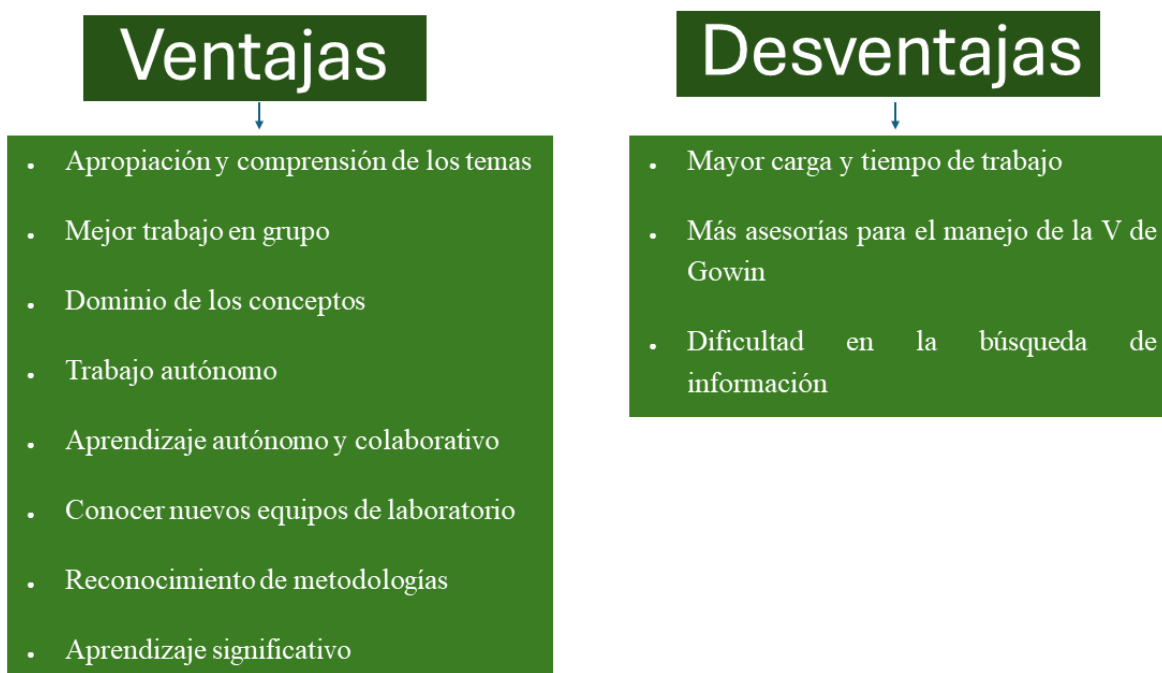 Ventajas
• Apropiación y comprensión de los temas
• Mejor trabajo en grupo
• Dominio de los conceptos
• Trabajo autónomo
• Aprendizaje autónomo y colaborativo
• Conocer nuevos equipos de laboratorio
• Reconocimiento de metodologías
• Aprendizaje significativo
Desventajas
• Mayor carga y tiempo de trabajo
• Más asesorías para el manejo de la V de
Gowin
• Dificultad en la búsqueda de
información